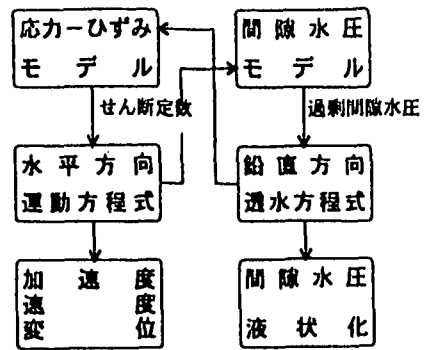 応力－ひずみ
モデル
間隙水圧
モデル
せん断定数
過剰間隙水圧
水平方向
運動方程式
鉛直方向
透水方程式
加速度
速度
変位
間隙水圧
液状化